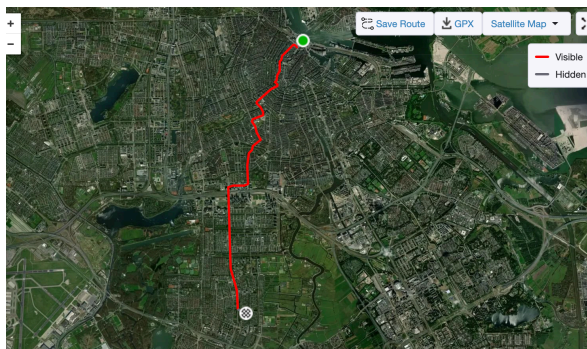 +
−
Save Route
GPX
Satellite Map
Visible
Hidden